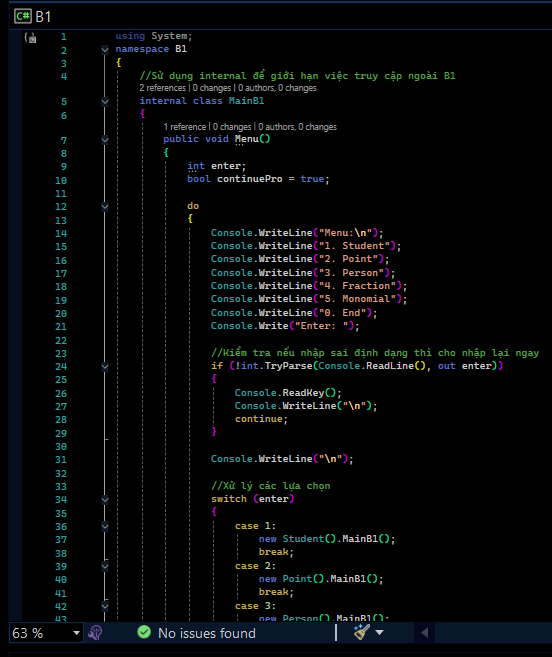 C# B1
1 using System;
2 namespace B1
3 {
4 //Sử dụng internal để giới hạn việc truy cập ngoài B1
2 references | 0 changes | 0 authors, 0 changes
5 internal class MainB1
6 {
1 reference | 0 changes | 0 authors, 0 changes
7 public void Menu()
8 {
9 int enter;
10 bool continuePro = true;
11
12 do
13 {
14 Console.WriteLine("Menu:\n");
15 Console.WriteLine("1. Student");
16 Console.WriteLine("2. Point");
17 Console.WriteLine("3. Person");
18 Console.WriteLine("4. Fraction");
19 Console.WriteLine("5. Monomial");
20 Console.WriteLine("0. End");
21 Console.Write("Enter: ");
22
23 //Kiểm tra nếu nhập sai định dạng thì cho nhập lại ngay
24 if (!int.TryParse(Console.ReadLine(), out enter))
25 {
26 Console.ReadKey();
27 Console.WriteLine("\n");
28 continue;
29 }
30
31 Console.WriteLine("\n");
32
33 //Xử lý các lựa chọn
34 switch (enter)
35 {
36 case 1:
37 new Student().MainB1();
38 break;
39 case 2:
40 new Point().MainB1();
41 break;
42 case 3:
43 new Person().MainB1();
63 % No issues found